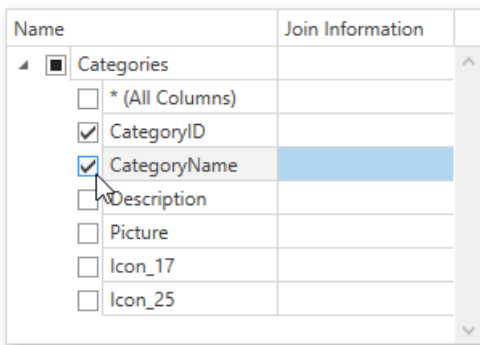 Name Join Information
Categories
* (All Columns)
CategoryID
CategoryName
Description
Picture
Icon_17
Icon_25